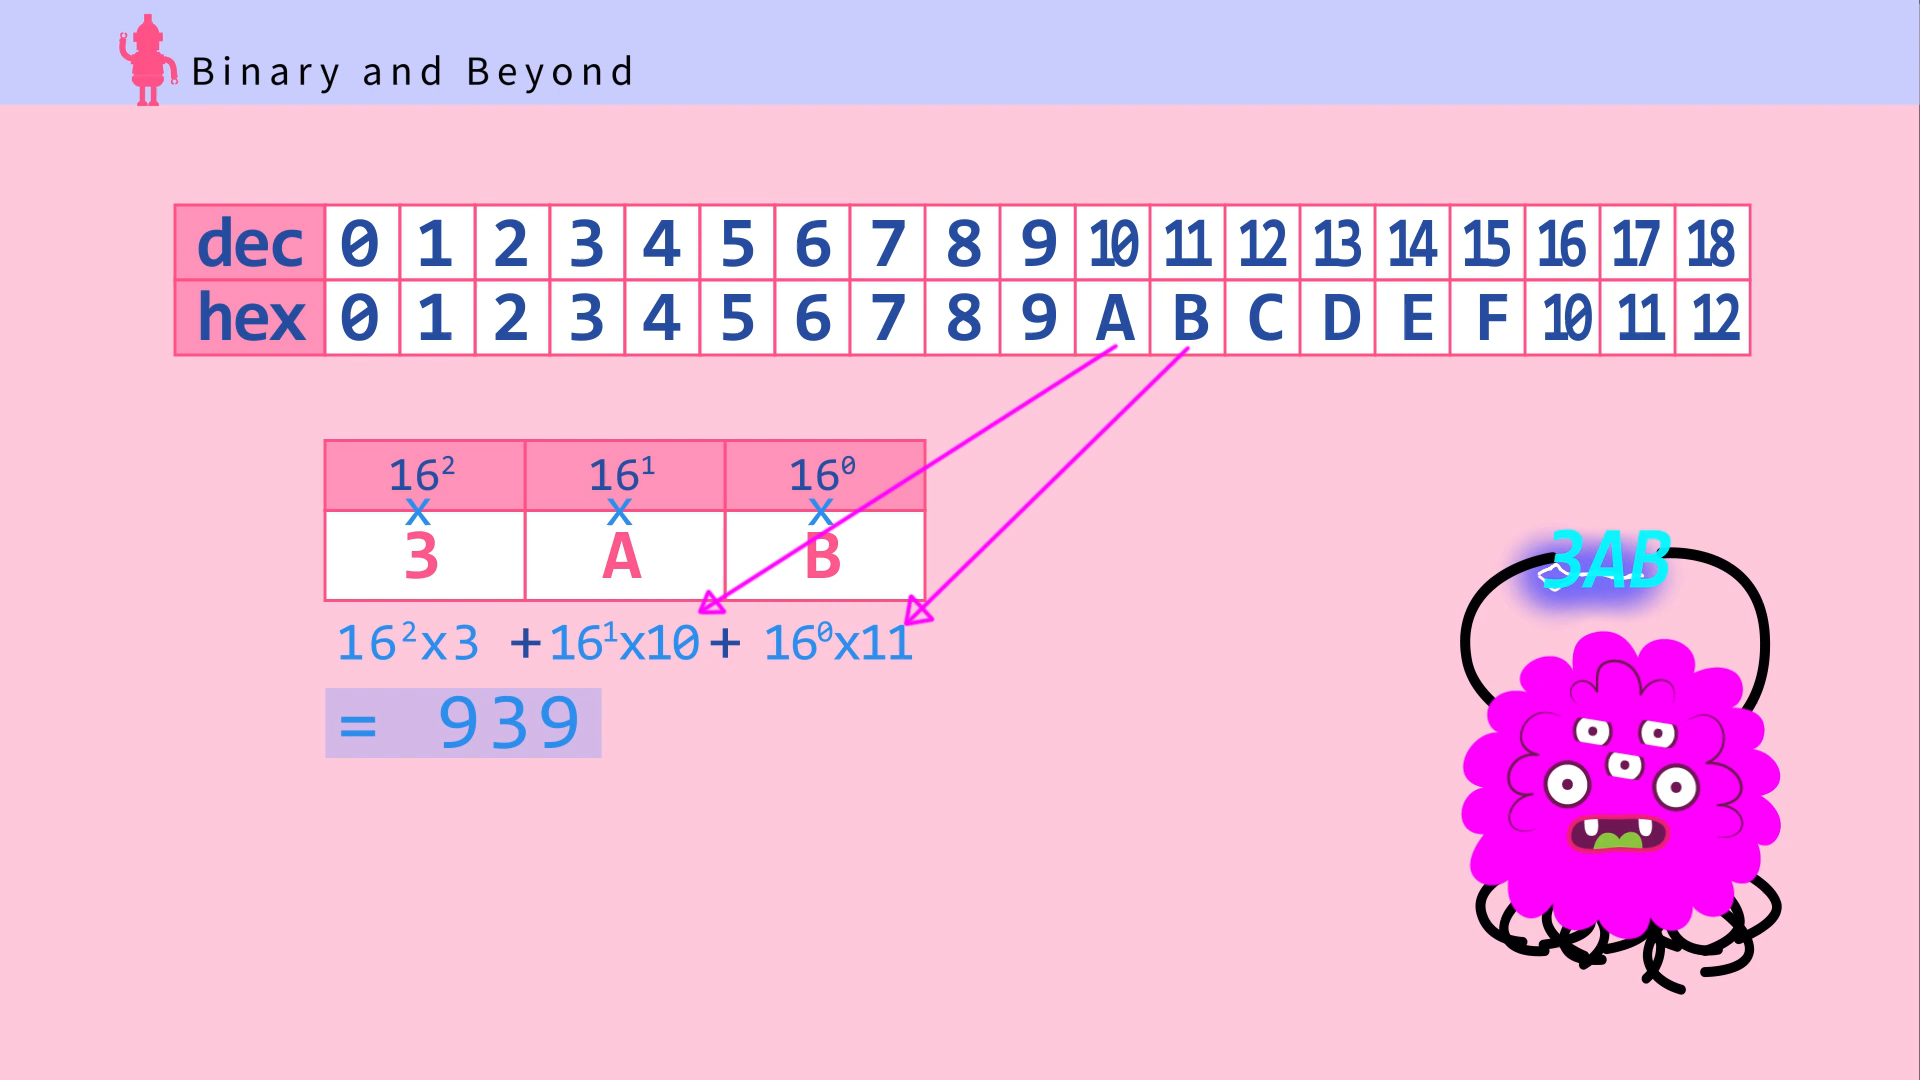 Binary and Beyond
dec 0 1 2 3 4 5 6 7 8 9 10 11 12 13 14 15 16 17 18
hex 0 1 2 3 4 5 6 7 8 9 A B C D E F 10 11 12
16² 16¹ 16⁰
x x x
3 A B
16²x3 +16¹x10+ 16⁰x11
= 939
3AB